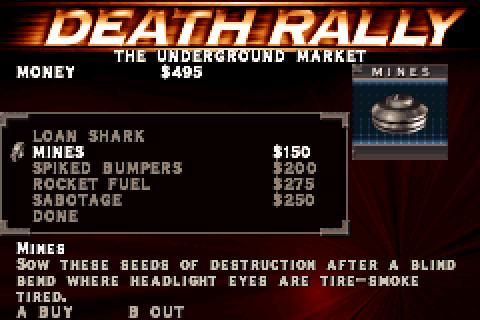 DEATH RALLY
THE UNDERGROUND MARKET
MONEY $495
MINES
LOAN SHARK
MINES $150
SPIKED BUMPERS $200
ROCKET FUEL $275
SABOTAGE $250
DONE
MINES
SOW THESE SEEDS OF DESTRUCTION AFTER A BLIND
BEND WHERE HEADLIGHT EYES ARE TIRE-SMOKE
TIRED.
A BUY B OUT